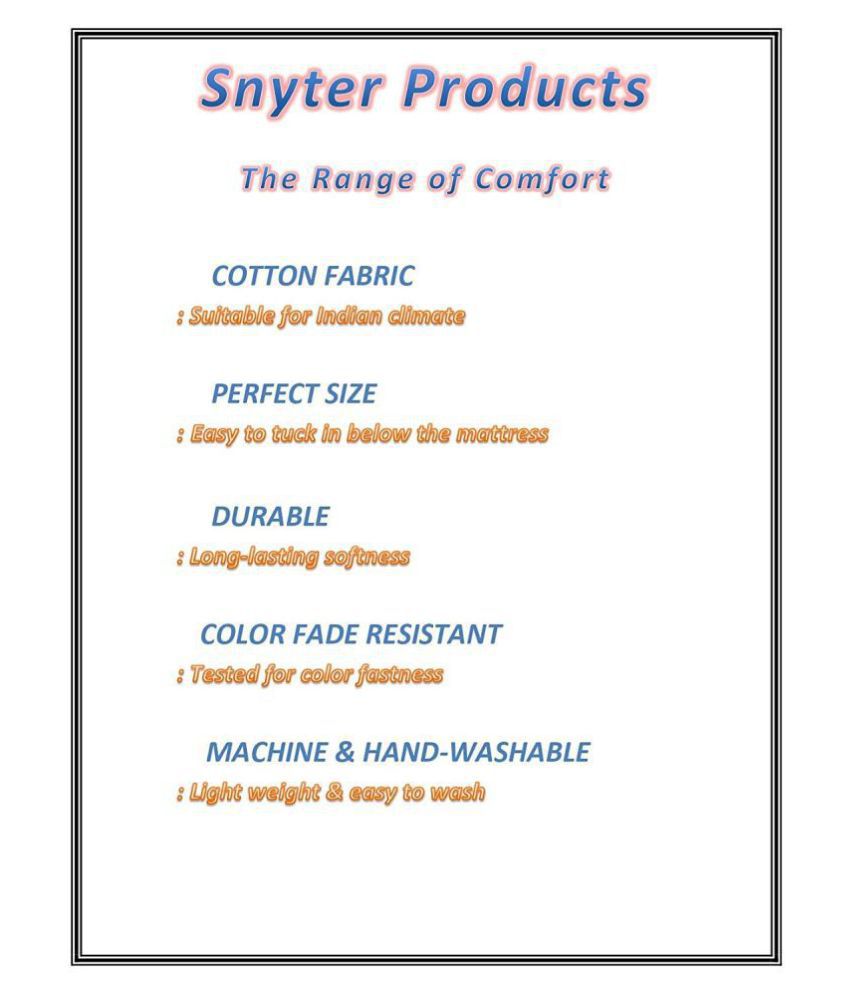 Snyter Products
The Range of Comfort
COTTON FABRIC
: Suitable for Indian climate
PERFECT SIZE
: Easy to tuck in below the mattress
DURABLE
: Long-lasting softness
COLOR FADE RESISTANT
: Tested for color fastness
MACHINE & HAND-WASHABLE
: Light weight & easy to wash